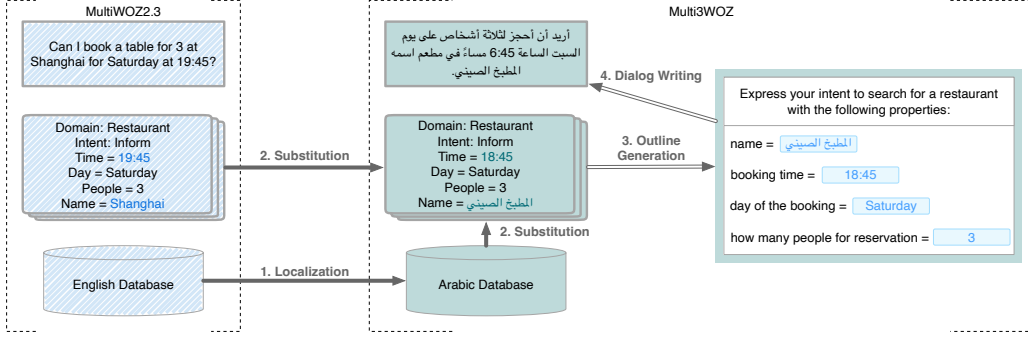 MultiWOZ2.3
Can I book a table for 3 at
Shanghai for Saturday at 19:45?
Domain: Restaurant
Intent: Inform
Time = 19:45
Day = Saturday
People = 3
Name = Shanghai
English Database
1. Localization
2. Substitution
Multi3WOZ
أريد أن أحجز لثلاثة أشخاص على يوم
السبت الساعة 6:45 مساءً في مطعم اسمه
المطبخ الصيني.
Domain: Restaurant
Intent: Inform
Time = 18:45
Day = Saturday
People = 3
Name = المطبخ الصيني
2. Substitution
Arabic Database
3. Outline
Generation
4. Dialog Writing
Express your intent to search for a restaurant
with the following properties:
name = المطبخ الصيني
booking time = 18:45
day of the booking = Saturday
how many people for reservation = 3